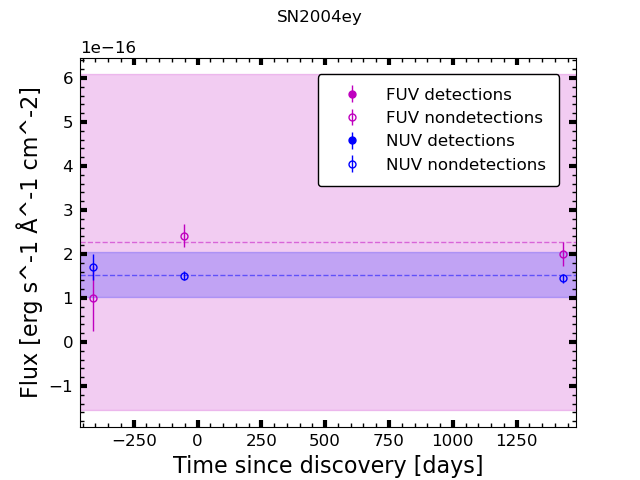 SN2004ey
1e−16
6
5
4
3
2
1
0
−1
Flux [erg s^-1 Å^-1 cm^-2]
FUV detections
FUV nondetections
NUV detections
NUV nondetections
−250 0 250 500 750 1000 1250
Time since discovery [days]